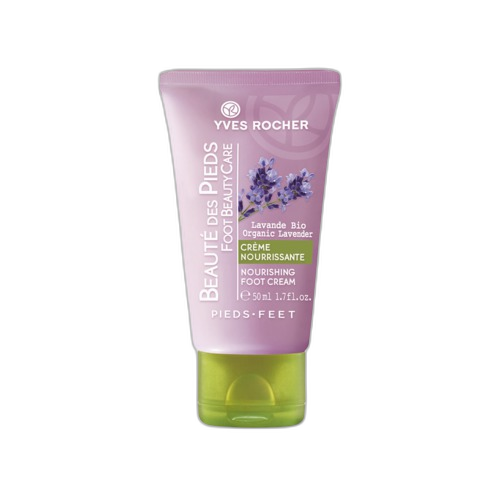 YVES ROCHER
BEAUTÉ DES PIEDS
FOOT BEAUTY CARE
Lavande Bio
Organic Lavender
CRÈME
NOURRISSANTE
NOURISHING
FOOT CREAM
℮ 50 ml 1.7 fl. oz.
PIEDS • FEET